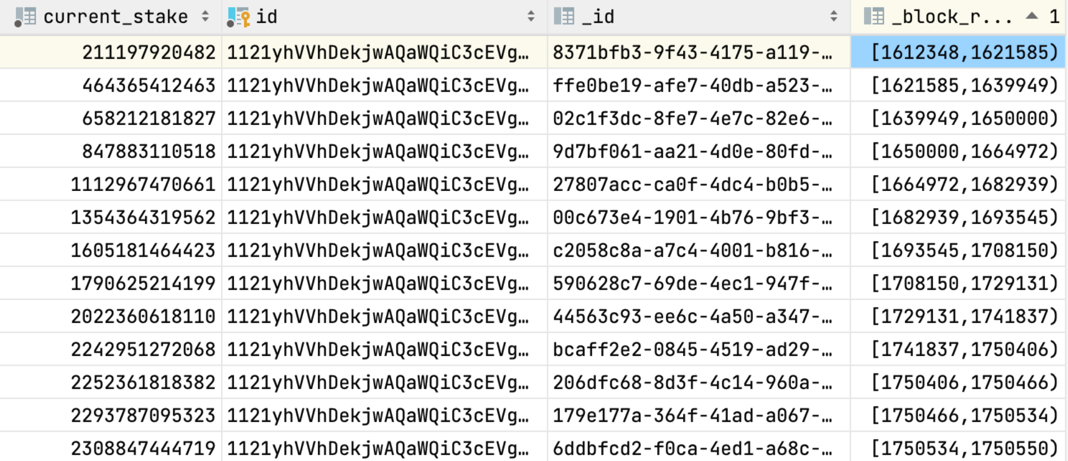 current_stake id _id _block_r... 1
211197920482 1121yhVVhDekjwAQaWQiC3cEVg… 8371bfb3-9f43-4175-a119-… [1612348,1621585)
464365412463 1121yhVVhDekjwAQaWQiC3cEVg… ffe0be19-afe7-40db-a523-… [1621585,1639949)
658212181827 1121yhVVhDekjwAQaWQiC3cEVg… 02c1f3dc-8fe7-4e7c-82e6-… [1639949,1650000)
847883110518 1121yhVVhDekjwAQaWQiC3cEVg… 9d7bf061-aa21-4d0e-80fd-… [1650000,1664972)
1112967470661 1121yhVVhDekjwAQaWQiC3cEVg… 27807acc-ca0f-4dc4-b0b5-… [1664972,1682939)
1354364319562 1121yhVVhDekjwAQaWQiC3cEVg… 00c673e4-1901-4b76-9bf3-… [1682939,1693545)
1605181464423 1121yhVVhDekjwAQaWQiC3cEVg… c2058c8a-a7c4-4001-b816-… [1693545,1708150)
1790625214199 1121yhVVhDekjwAQaWQiC3cEVg… 590628c7-69de-4ec1-947f-… [1708150,1729131)
2022360618110 1121yhVVhDekjwAQaWQiC3cEVg… 44563c93-ee6c-4a50-a347-… [1729131,1741837)
2242951272068 1121yhVVhDekjwAQaWQiC3cEVg… bcaff2e2-0845-4519-ad29-… [1741837,1750406)
2252361818382 1121yhVVhDekjwAQaWQiC3cEVg… 206dfc68-8d3f-4c14-960a-… [1750406,1750466)
2293787095323 1121yhVVhDekjwAQaWQiC3cEVg… 179e177a-364f-41ad-a067-… [1750466,1750534)
2308847444719 1121yhVVhDekjwAQaWQiC3cEVg… 6ddbfcd2-f0ca-4ed1-a68c-… [1750534,1750550)